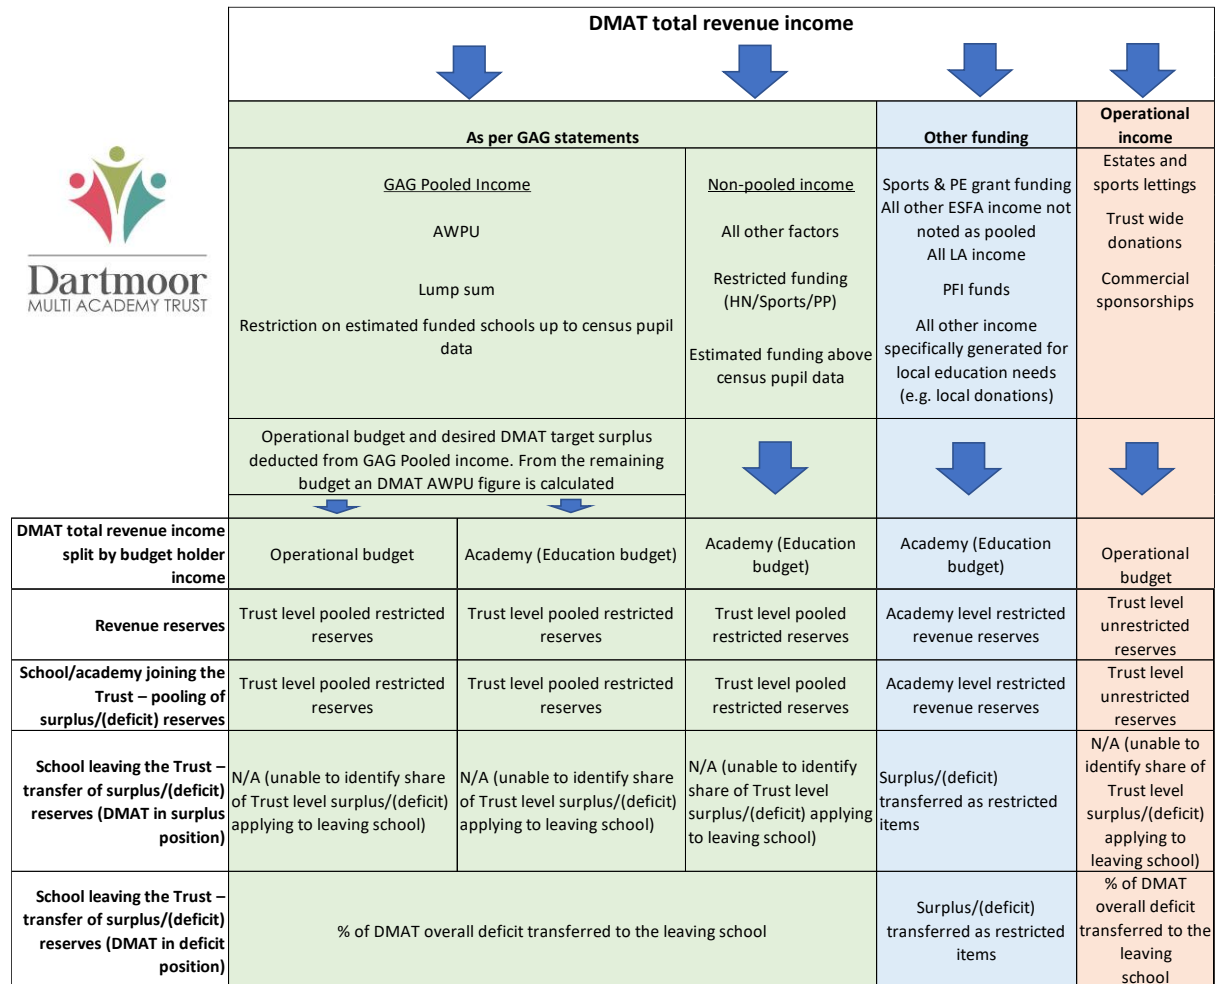 DMAT total revenue income
As per GAG statements
Other funding
Operational
income
Dartmoor
MULTI ACADEMY TRUST
GAG Pooled Income
AWPU
Lump sum
Restriction on estimated funded schools up to census pupil
data
Non-pooled income
All other factors
Restricted funding
(HN/Sports/PP)
Estimated funding above
census pupil data
Sports & PE grant funding
All other ESFA income not
noted as pooled
All LA income
PFI funds
All other income
specifically generated for
local education needs
(e.g. local donations)
Estates and
sports lettings
Trust wide
donations
Commercial
sponsorships
Operational budget and desired DMAT target surplus
deducted from GAG Pooled income. From the remaining
budget an DMAT AWPU figure is calculated
DMAT total revenue income
split by budget holder
income
Operational budget
Academy (Education budget)
Academy (Education
budget)
Academy (Education
budget)
Operational
budget
Revenue reserves
Trust level pooled restricted
reserves
Trust level pooled restricted
reserves
Trust level pooled
restricted reserves
Academy level restricted
revenue reserves
Trust level
unrestricted
reserves
School/academy joining the
Trust – pooling of
surplus/(deficit) reserves
Trust level pooled restricted
reserves
Trust level pooled restricted
reserves
Trust level pooled
restricted reserves
Academy level restricted
revenue reserves
Trust level
unrestricted
reserves
School leaving the Trust –
transfer of surplus/(deficit)
reserves (DMAT in surplus
position)
N/A (unable to identify share
of Trust level surplus/(deficit)
applying to leaving school)
N/A (unable to identify share
of Trust level surplus/(deficit)
applying to leaving school)
N/A (unable to identify
share of Trust level
surplus/(deficit) applying
to leaving school)
Surplus/(deficit)
transferred as restricted
items
N/A (unable to
identify share of
Trust level
surplus/(deficit)
applying to
leaving school)
School leaving the Trust –
transfer of surplus/(deficit)
reserves (DMAT in deficit
position)
% of DMAT overall deficit transferred to the leaving school
Surplus/(deficit)
transferred as restricted
items
% of DMAT
overall deficit
transferred to the
leaving
school